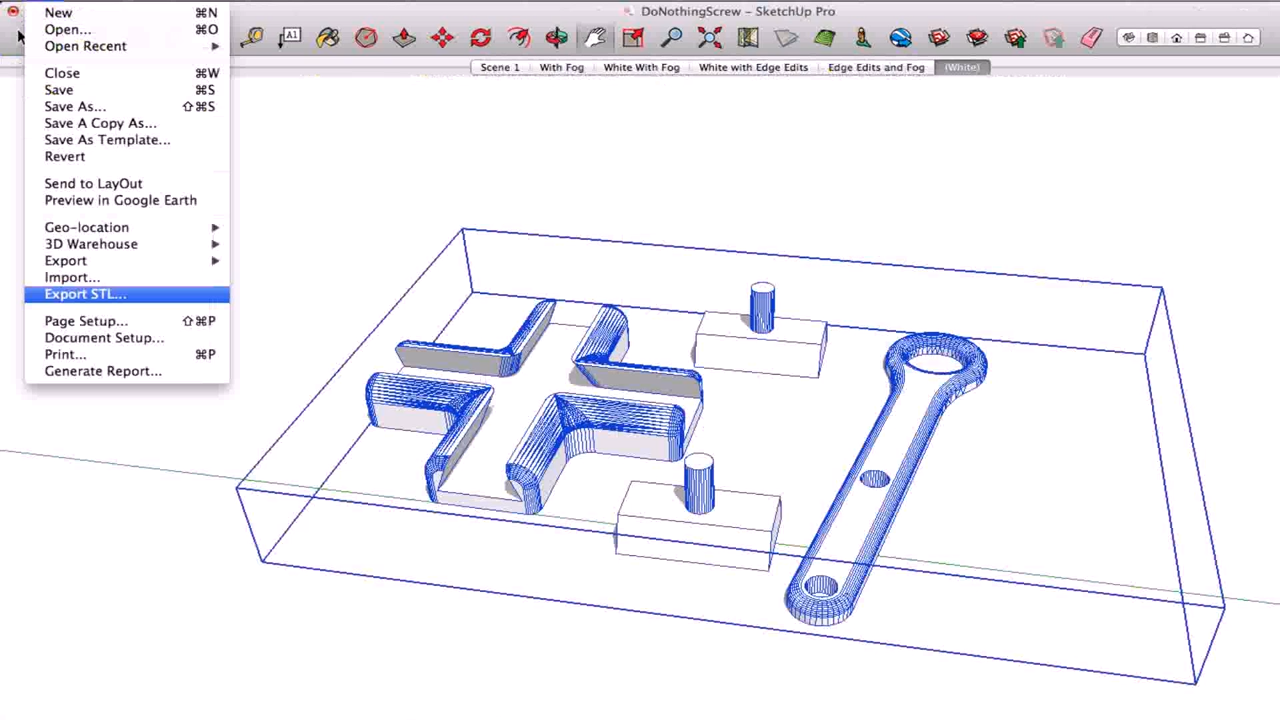 DoNothingScrew – SketchUp Pro
A1
Scene 1 With Fog White With Fog White with Edge Edits Edge Edits and Fog (White)
New ⌘N
Open... ⌘O
Open Recent
Close ⌘W
Save ⌘S
Save As... ⇧⌘S
Save A Copy As...
Save As Template...
Revert
Send to LayOut
Preview in Google Earth
Geo-location
3D Warehouse
Export
Import...
Export STL...
Page Setup... ⇧⌘P
Document Setup...
Print... ⌘P
Generate Report...